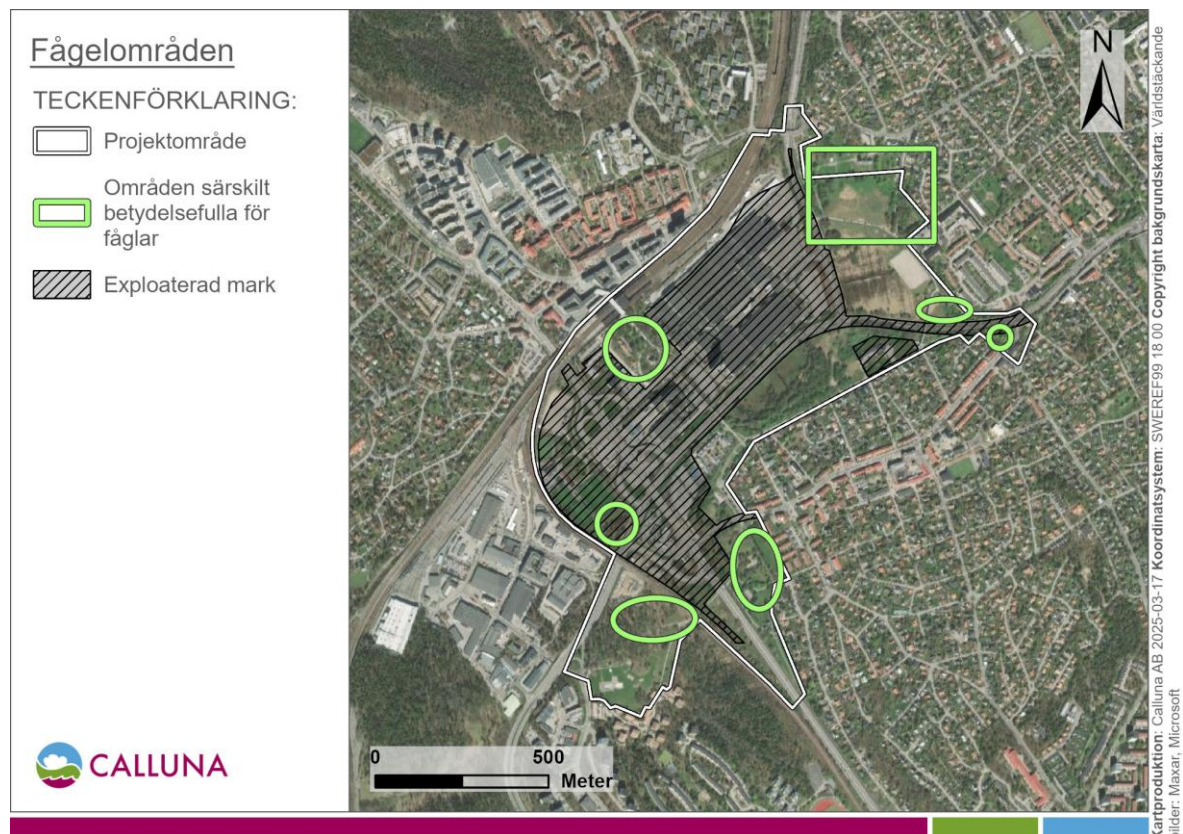 Fågelområden
TECKENFÖRKLARING:
Projektområde
Områden särskilt
betydelsefulla för
fåglar
Exploaterad mark
CALLUNA
N
0 500
Meter
Kartproduktion: Calluna AB 2025-03-17 Koordinatsystem: SWEREF99 18 00 Copyright bakgrundskarta: Världstäckande
bilder: Maxar, Microsoft